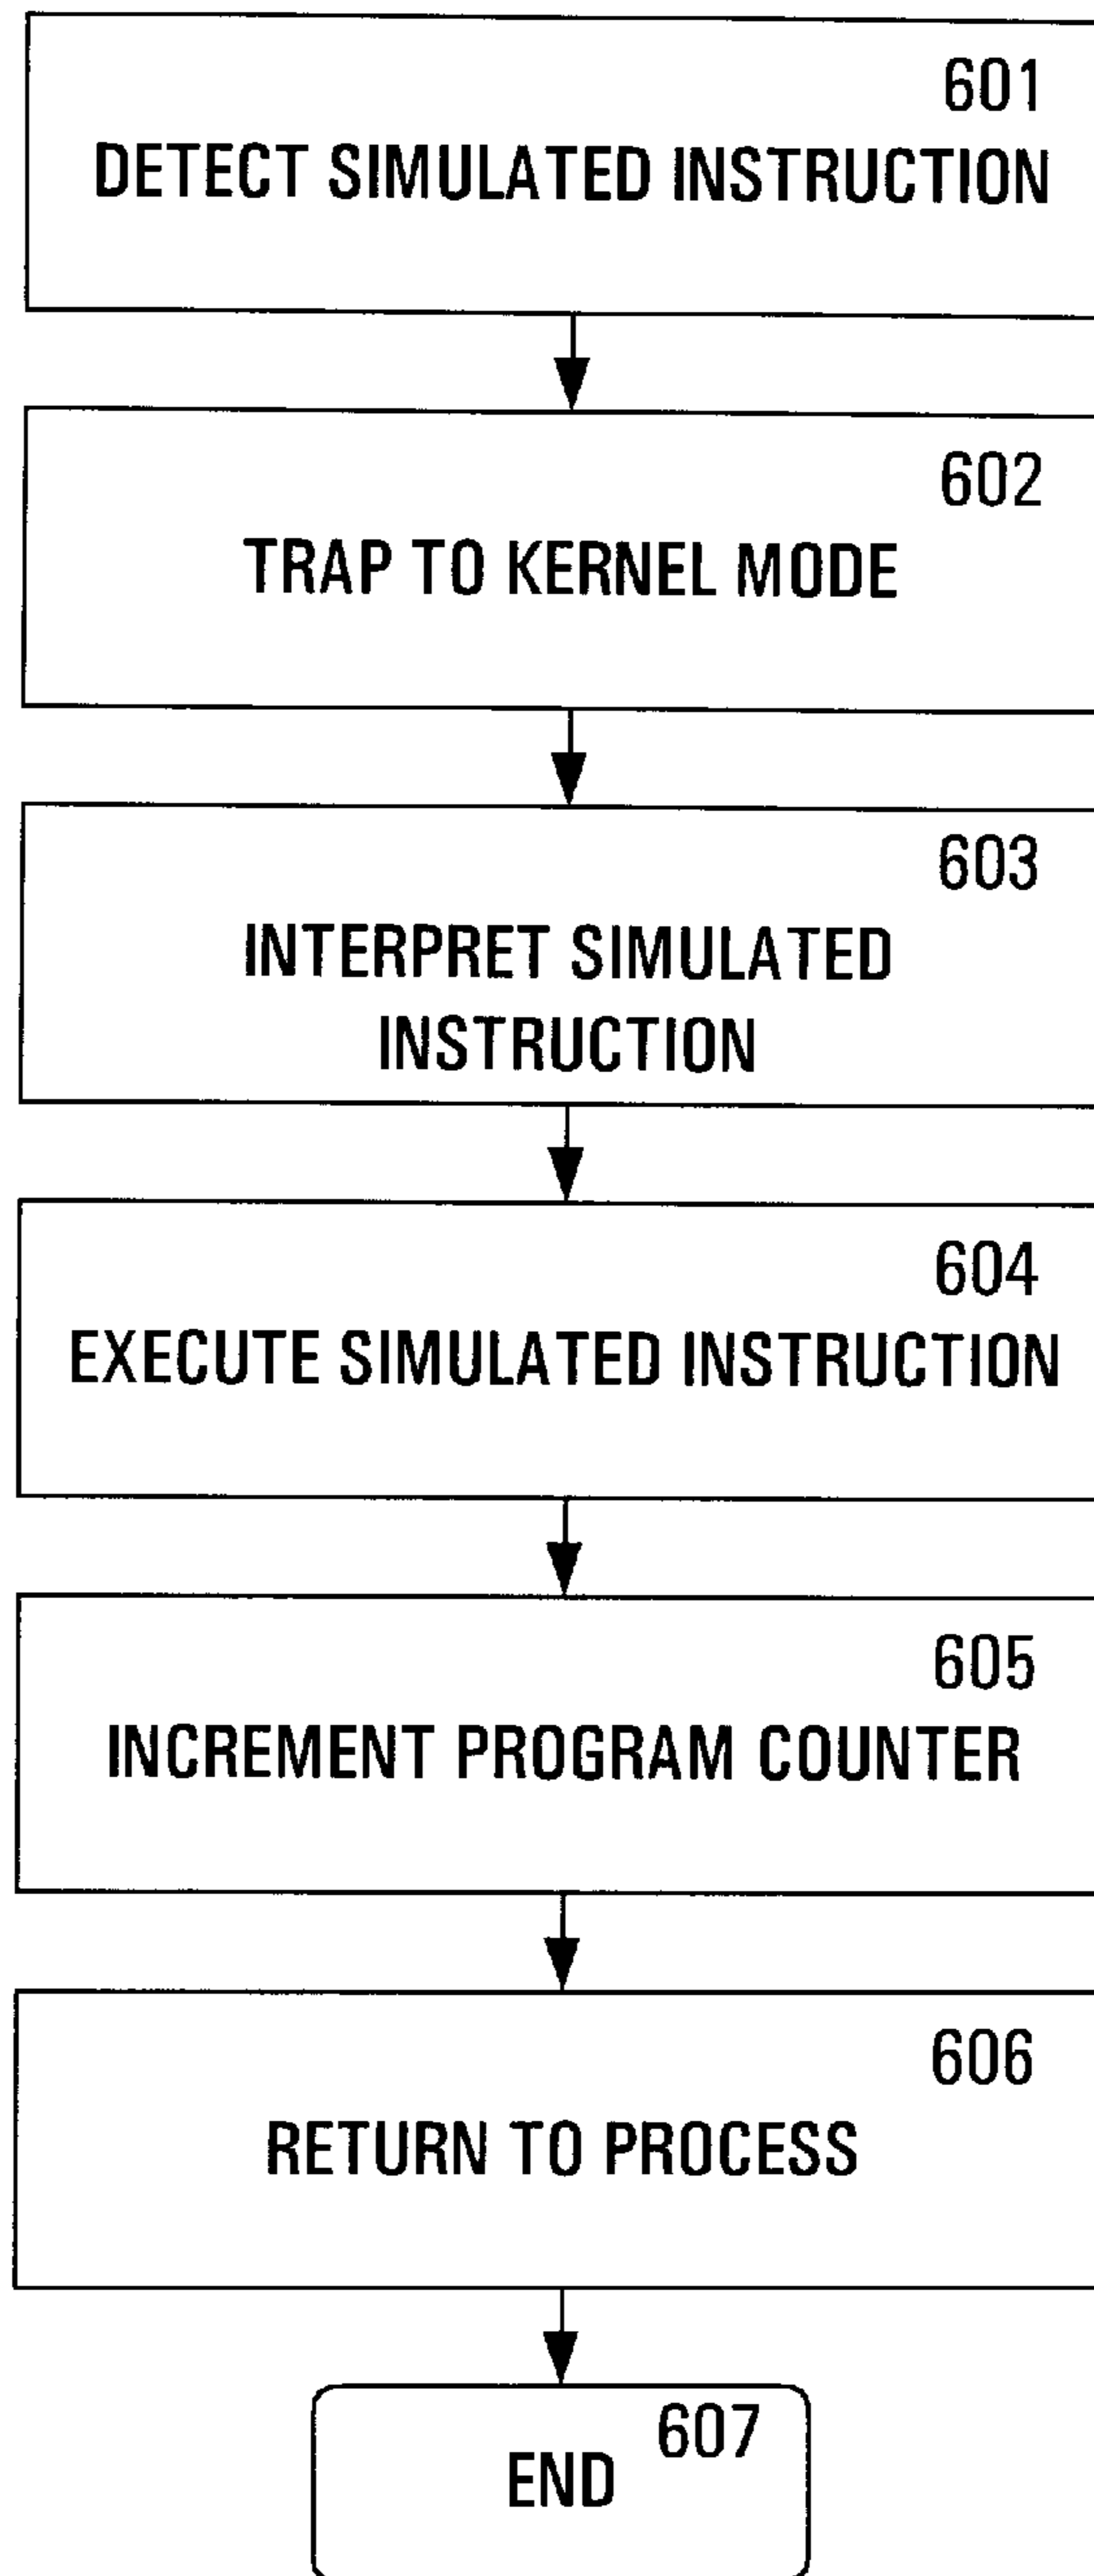 601
DETECT SIMULATED INSTRUCTION
602
TRAP TO KERNEL MODE
603
INTERPRET SIMULATED
INSTRUCTION
604
EXECUTE SIMULATED INSTRUCTION
605
INCREMENT PROGRAM COUNTER
606
RETURN TO PROCESS
607
END